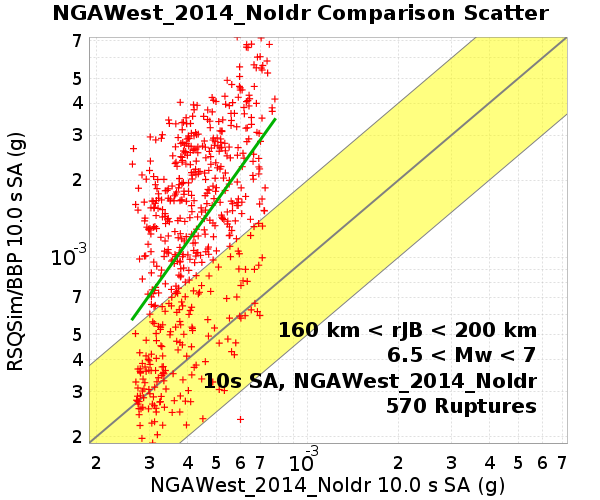 NGAWest_2014_NoIdr Comparison Scatter
7
5
4
3
2
10-3
7
5
4
3
2
RSQSim/BBP 10.0 s SA (g)
160 km < rJB < 200 km
6.5 < Mw < 7
10s SA, NGAWest_2014_NoIdr
570 Ruptures
2 3 4 5 6 7 10-3 2 3 4 5 6 7
NGAWest_2014_NoIdr 10.0 s SA (g)